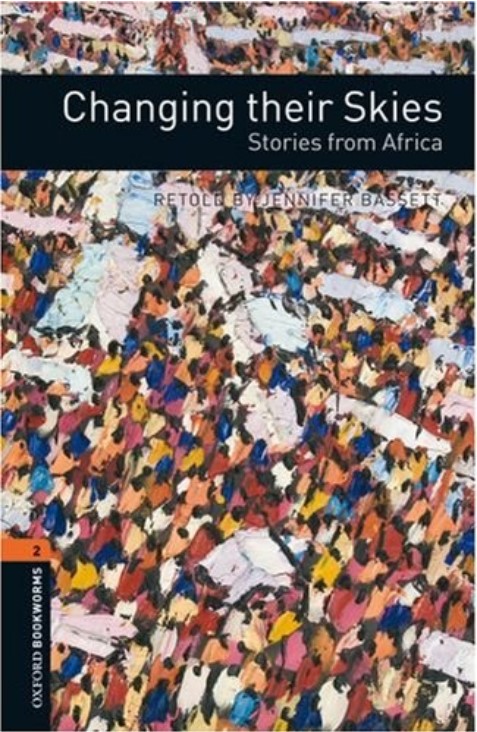 Changing their Skies
Stories from Africa
RETOLD BY JENNIFER BASSETT
2
OXFORD BOOKWORMS